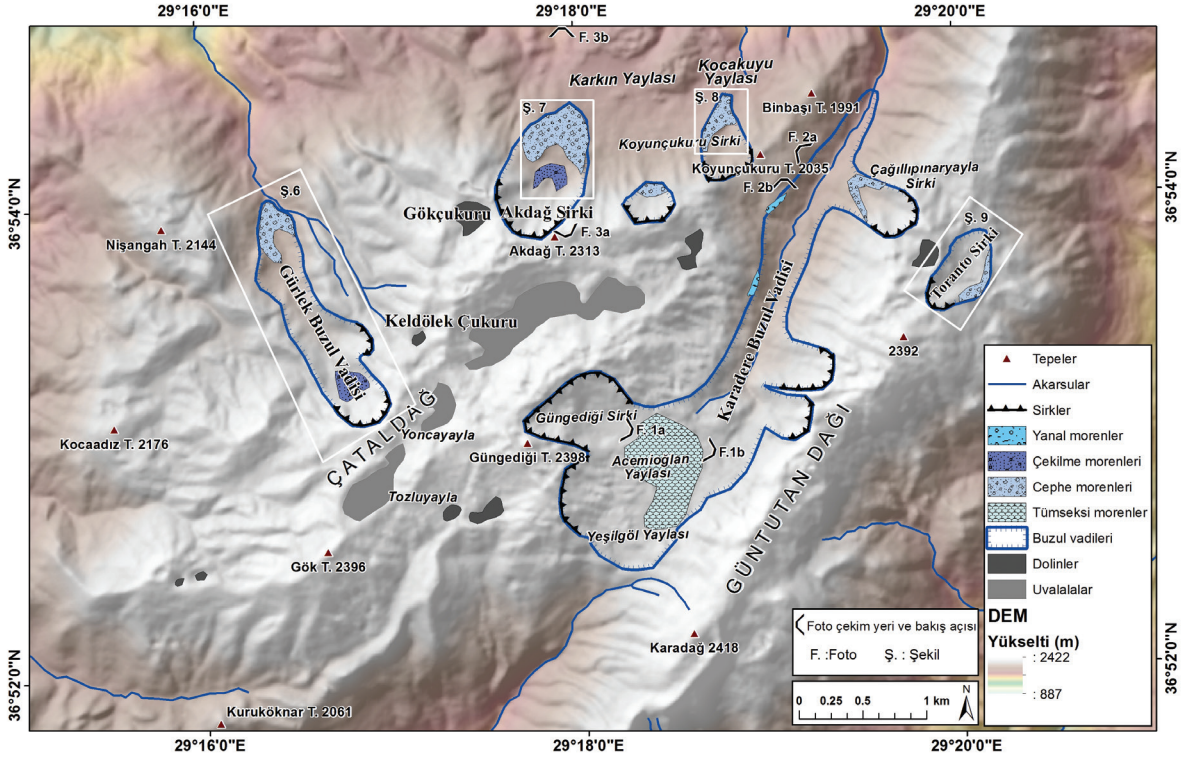 29°16'0"E
29°18'0"E
29°20'0"E
F. 3b
Karkın Yaylası
Kocakuyu
Yaylası
Ş. 7
Ş. 8
Binbaşı T. 1991
F. 2a
Koyunçukuru Sirki
Koyunçukuru T. 2035
F. 2b
Çağıllıpınaryayla
Sirki
36°54'0"N
36°54'0"N
Ş.6
Gökçukuru
Akdağ Sirki
F. 3a
Akdağ T. 2313
Nişangah T. 2144
Ş. 9
Toranto Sirki
Gürlek Buzul Vadisi
Keldölek Çukuru
Karadere Buzul Vadisi
2392
ÇATALDAĞ
Yoncayayla
Kocaadız T. 2176
Güngediği Sirki
F. 1a
F.1b
Güngediği T. 2398
Acemioğlan
Yaylası
Tozluyayla
Yeşilgöl Yaylası
GÜNTUTAN DAĞI
Gök T. 2396
Karadağ 2418
Kuruköknar T. 2061
Tepeler
Akarsular
Sirkler
Yanal morenler
Çekilme morenleri
Cephe morenleri
Tümseksi morenler
Buzul vadileri
Dolinler
Uvalalalar
DEM
Yükselti (m)
: 2422
: 887
Foto çekim yeri ve bakış açısı
F. :Foto Ş. : Şekil
0 0.25 0.5 1 km
N
36°52'0"N
36°52'0"N
29°16'0"E
29°18'0"E
29°20'0"E